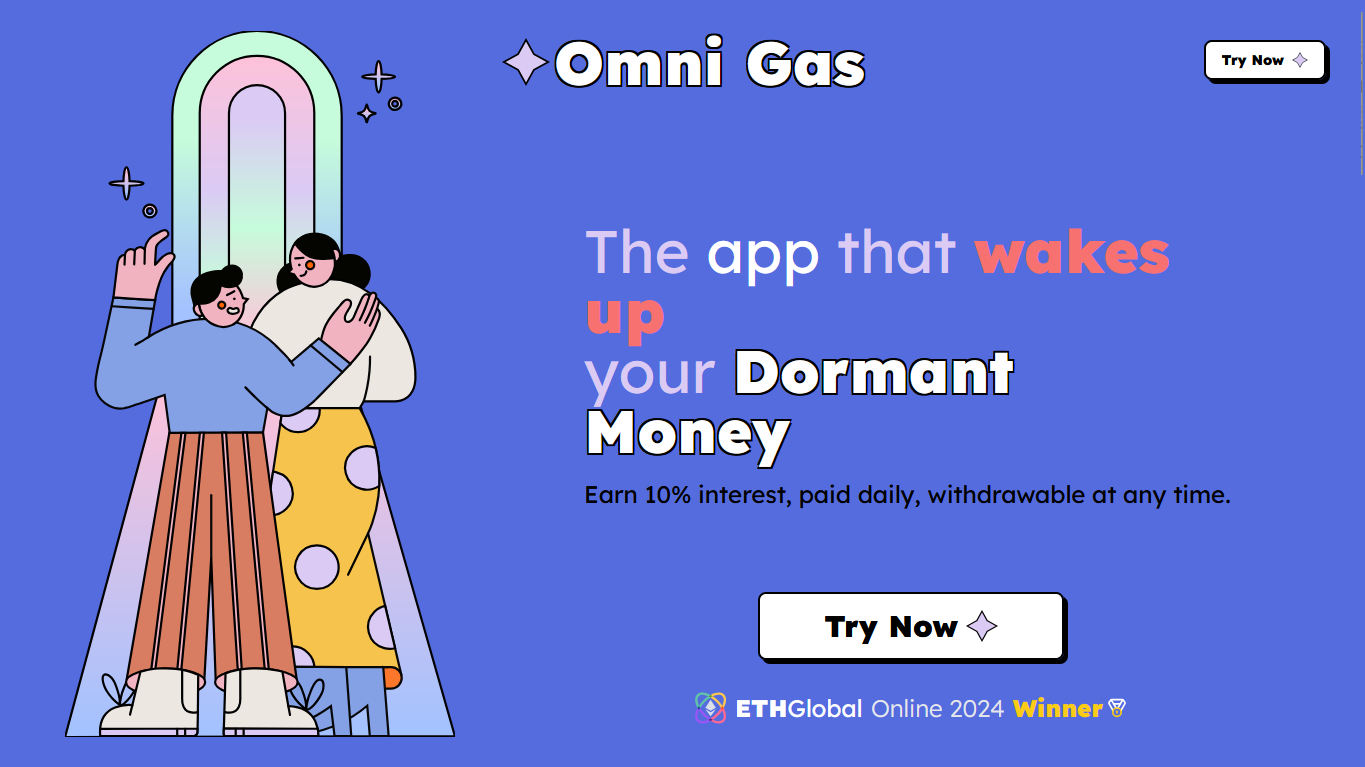 Omni Gas
Try Now
The app that wakes
up
your Dormant
Money
Earn 10% interest, paid daily, withdrawable at any time.
Try Now
ETHGlobal Online 2024 Winner